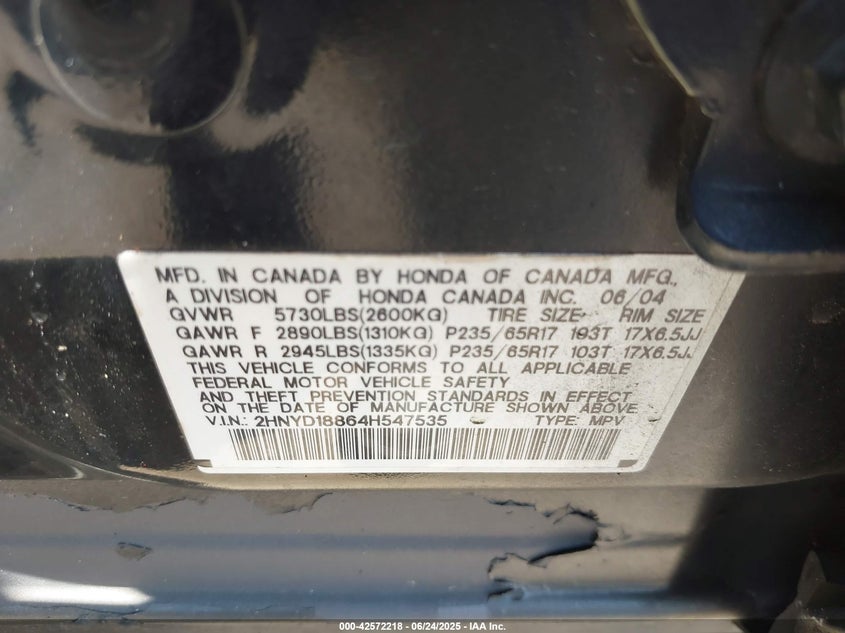 MFD. IN CANADA BY HONDA OF CANADA MFG.,
A DIVISION OF HONDA CANADA INC. 06/04
GVWR 5730LBS(2600KG) TIRE SIZE: RIM SIZE
GAWR F 2890LBS(1310KG) P235/65R17 103T 17X6.5JJ
GAWR R 2945LBS(1335KG) P235/65R17 103T 17X6.5JJ
THIS VEHICLE CONFORMS TO ALL APPLICABLE
FEDERAL MOTOR VEHICLE SAFETY
AND THEFT PREVENTION STANDARDS IN EFFECT
ON THE DATE OF MANUFACTURE SHOWN ABOVE.
V.I.N.: 2HNYD18864H547535 TYPE: MPV
000-42572218 - 06/24/2025 - IAA Inc.